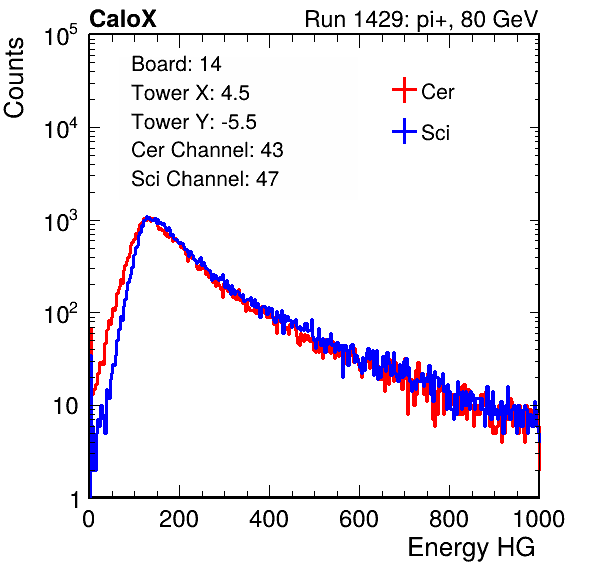 CaloX Run 1429: pi+, 80 GeV
Counts
10^5
10^4
10^3
10^2
10
1
Board: 14
Tower X: 4.5
Tower Y: -5.5
Cer Channel: 43
Sci Channel: 47
Cer
Sci
0 200 400 600 800 1000
Energy HG